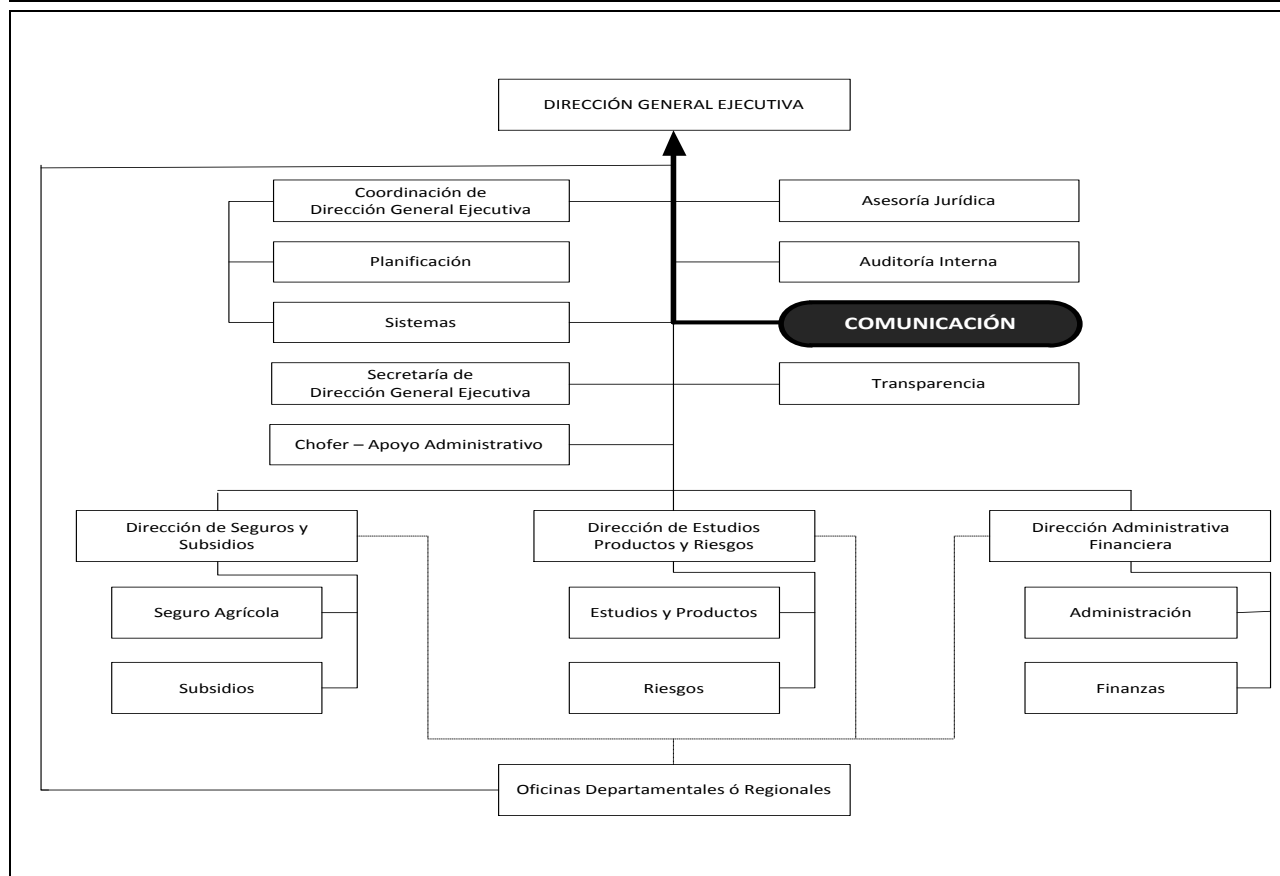 DIRECCIÓN GENERAL EJECUTIVA
Coordinación de
Dirección General Ejecutiva
Asesoría Jurídica
Planificación
Auditoría Interna
Sistemas
COMUNICACIÓN
Secretaría de
Dirección General Ejecutiva
Transparencia
Chofer – Apoyo Administrativo
Dirección de Seguros y
Subsidios
Dirección de Estudios
Productos y Riesgos
Dirección Administrativa
Financiera
Seguro Agrícola
Estudios y Productos
Administración
Subsidios
Riesgos
Finanzas
Oficinas Departamentales ó Regionales